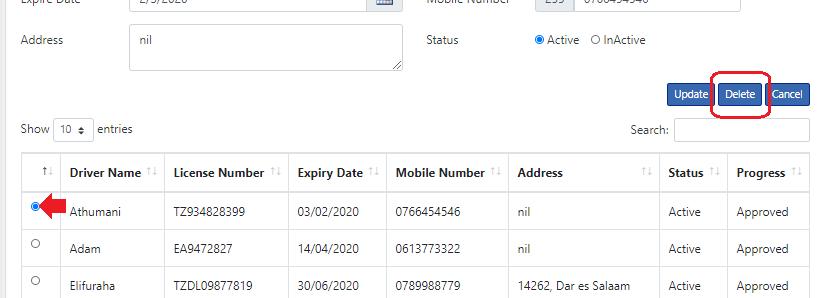 Expire Date 2/3/2020 Mobile Number 255 0766454546
Address nil Status Active InActive
Update Delete Cancel
Show 10 entries Search:
Driver Name License Number Expiry Date Mobile Number Address Status Progress
Athumani TZ934828399 03/02/2020 0766454546 nil Active Approved
Adam EA9472827 14/04/2020 0613773322 nil Active Approved
Elifuraha TZDL09877819 30/06/2020 0789988779 14262, Dar es Salaam Active Approved